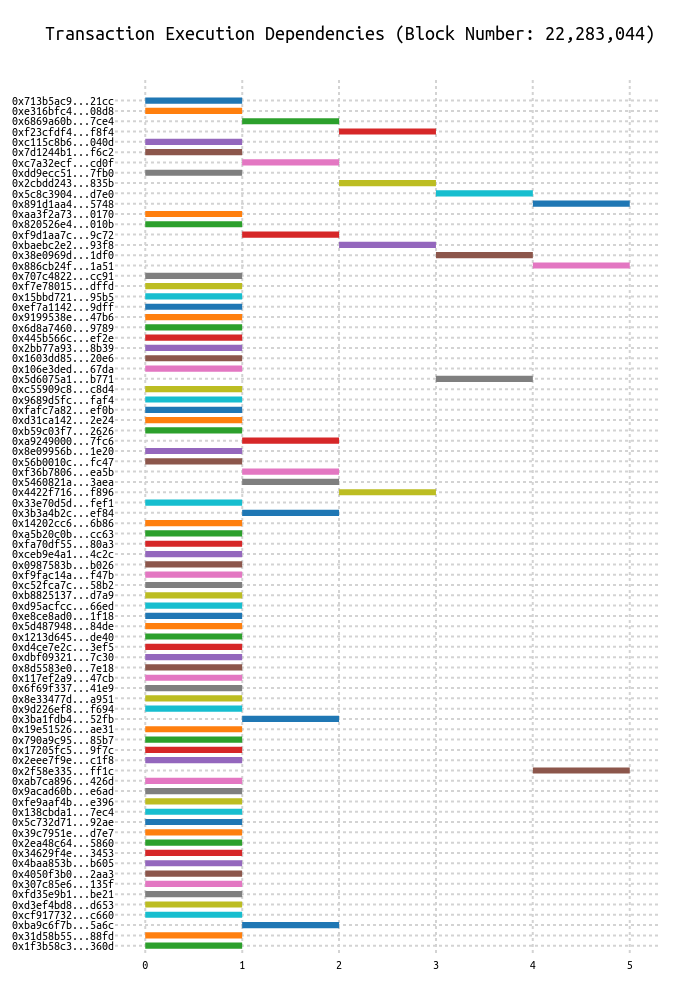 Transaction Execution Dependencies (Block Number: 22,283,044)
0x713b5ac9...21cc
0xe316bfc4...08d8
0x6869a60b...7ce4
0xf23cfdf4...f8f4
0xc115c8b6...040d
0x7d1244b1...f6c2
0xc7a32ecf...cd0f
0xdd9ecc51...7fb0
0x2cbdd243...835b
0x5c8c3904...d7e0
0x891d1aa4...5748
0xaa3f2a73...0170
0x820526e4...010b
0xf9d1aa7c...9c72
0xbaebc2e2...93f8
0x38e0969d...1df0
0x886cb24f...1a51
0x707c4822...cc91
0xf7e78015...dffd
0x15bbd721...95b5
0xef7a1142...9dff
0x9199538e...47b6
0x6d8a7460...9789
0x445b566c...ef2e
0x2bb77a93...8b39
0x1603dd85...20e6
0x106e3ded...67da
0x5d6075a1...b771
0xc55909c8...c8d4
0x9689d5fc...faf4
0xfafc7a82...ef0b
0xd31ca142...2e24
0xb59c03f7...2626
0xa9249000...7fc6
0x8e09956b...1e20
0x56b0010c...fc47
0xf36b7806...ea5b
0x5460821a...3aea
0x4422f716...f896
0x33e70d5d...fef1
0x3b3a4b2c...ef84
0x14202cc6...6b86
0xa5b20c0b...cc63
0xfa70df55...80a3
0xceb9e4a1...4c2c
0x0987583b...b026
0xf9fac14a...f47b
0xc52fca7c...58b2
0xb8825137...d7a9
0xd95acfcc...66ed
0xe8ce8ad0...1f18
0x5d487948...84de
0x1213d645...de40
0xd4ce7e2c...3ef5
0xdbf09321...7c30
0x8d5583e0...7e18
0x117ef2a9...47cb
0x6f69f337...41e9
0x8e33477d...a951
0x9d226ef8...f694
0x3ba1fdb4...52fb
0x19e51526...ae31
0x790a9c95...85b7
0x17205fc5...9f7c
0x2eee7f9e...c1f8
0x2f58e335...ff1c
0xab7ca896...426d
0x9acad60b...e6ad
0xfe9aaf4b...e396
0x138cbda1...7ec4
0x5c732d71...92ae
0x39c7951e...d7e7
0x2ea48c64...5860
0x34629f4e...3453
0x4baa853b...b605
0x4050f3b0...2aa3
0x307c85e6...135f
0xfd35e9b1...be21
0xd3ef4bd8...d653
0xcf917732...c660
0xba9c6f7b...5a6c
0x31d58b55...88fd
0x1f3b58c3...360d
0 1 2 3 4 5